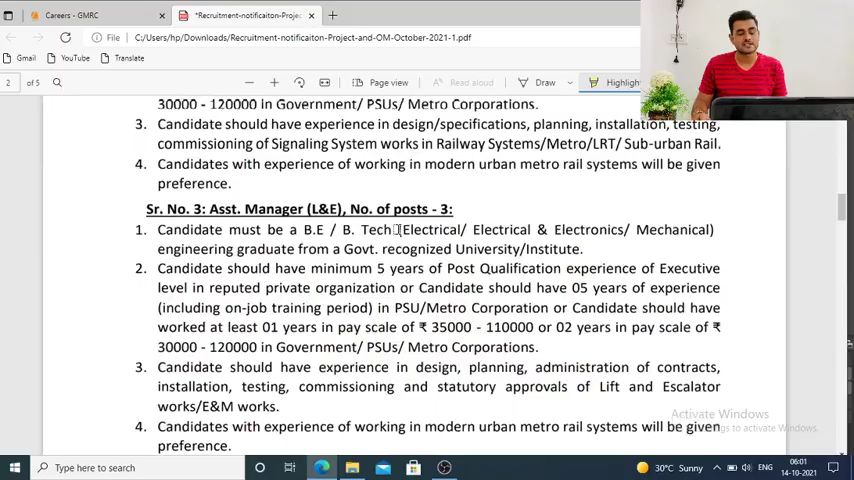 Careers - GMRC
*Recruitment-notificaiton-Projec
File C:/Users/hp/Downloads/Recruitment-notificaiton-Project-and-OM-October-2021-1.pdf
Gmail YouTube Translate
2 of 5 Page view Read aloud Draw Highligh
30000 - 120000 in Government/ PSUs/ Metro Corporations.
3. Candidate should have experience in design/specifications, planning, installation, testing,
commissioning of Signaling System works in Railway Systems/Metro/LRT/ Sub-urban Rail.
4. Candidates with experience of working in modern urban metro rail systems will be given
preference.
Sr. No. 3: Asst. Manager (L&E), No. of posts - 3:
1. Candidate must be a B.E / B. Tech (Electrical/ Electrical & Electronics/ Mechanical)
engineering graduate from a Govt. recognized University/Institute.
2. Candidate should have minimum 5 years of Post Qualification experience of Executive
level in reputed private organization or Candidate should have 05 years of experience
(including on-job training period) in PSU/Metro Corporation or Candidate should have
worked at least 01 years in pay scale of ₹ 35000 - 110000 or 02 years in pay scale of ₹
30000 - 120000 in Government/ PSUs/ Metro Corporations.
3. Candidate should have experience in design, planning, administration of contracts,
installation, testing, commissioning and statutory approvals of Lift and Escalator
works/E&M works.
Activate Windows
4. Candidates with experience of working in modern urban metro rail systems will be given
to activate Windows.
preference.
Type here to search
30°C Sunny
ENG
06:01
14-10-2021